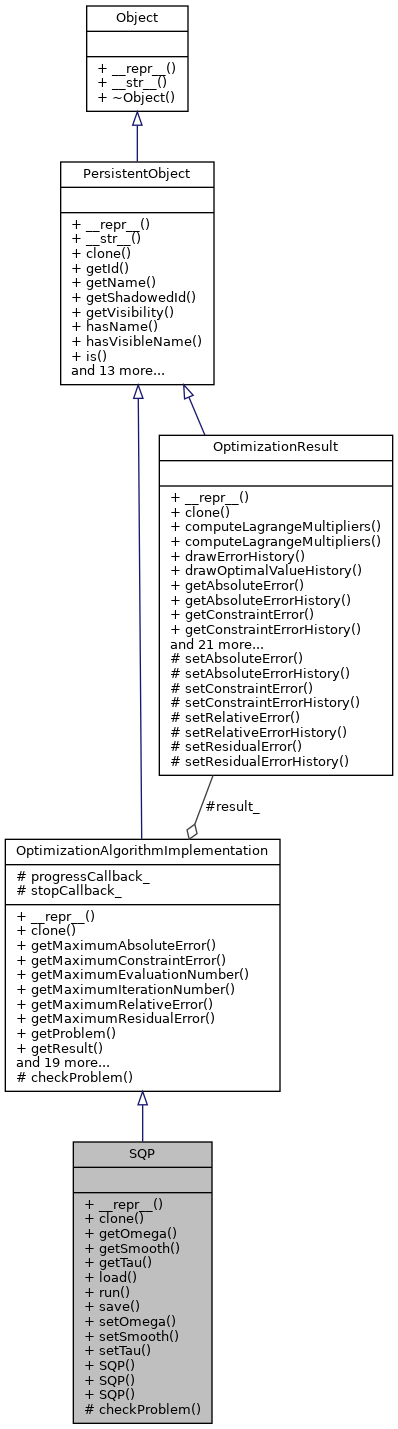 Object
+ __repr__()
+ __str__()
+ ~Object()
PersistentObject
+ __repr__()
+ __str__()
+ clone()
+ getId()
+ getName()
+ getShadowedId()
+ getVisibility()
+ hasName()
+ hasVisibleName()
+ is()
and 13 more...
OptimizationResult
+ __repr__()
+ clone()
+ computeLagrangeMultipliers()
+ computeLagrangeMultipliers()
+ drawErrorHistory()
+ drawOptimalValueHistory()
+ getAbsoluteError()
+ getAbsoluteErrorHistory()
+ getConstraintError()
+ getConstraintErrorHistory()
and 21 more...
# setAbsoluteError()
# setAbsoluteErrorHistory()
# setConstraintError()
# setConstraintErrorHistory()
# setRelativeError()
# setRelativeErrorHistory()
# setResidualError()
# setResidualErrorHistory()
#result_
OptimizationAlgorithmImplementation
# progressCallback_
# stopCallback_
+ __repr__()
+ clone()
+ getMaximumAbsoluteError()
+ getMaximumConstraintError()
+ getMaximumEvaluationNumber()
+ getMaximumIterationNumber()
+ getMaximumRelativeError()
+ getMaximumResidualError()
+ getProblem()
+ getResult()
and 19 more...
# checkProblem()
SQP
+ __repr__()
+ clone()
+ getOmega()
+ getSmooth()
+ getTau()
+ load()
+ run()
+ save()
+ setOmega()
+ setSmooth()
+ setTau()
+ SQP()
+ SQP()
+ SQP()
# checkProblem()